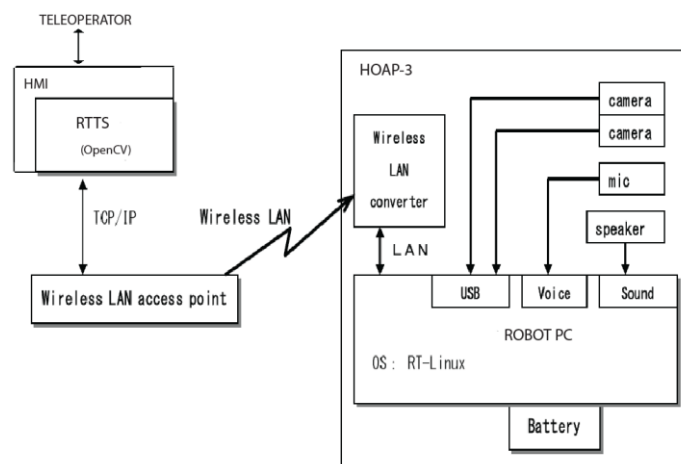 TELEOPERATOR
HMI
RTTS
(OpenCV)
TCP/IP
Wireless LAN
Wireless LAN access point
HOAP-3
Wireless
LAN
converter
LAN
camera
camera
mic
speaker
USB
Voice
Sound
ROBOT PC
OS: RT-Linux
Battery